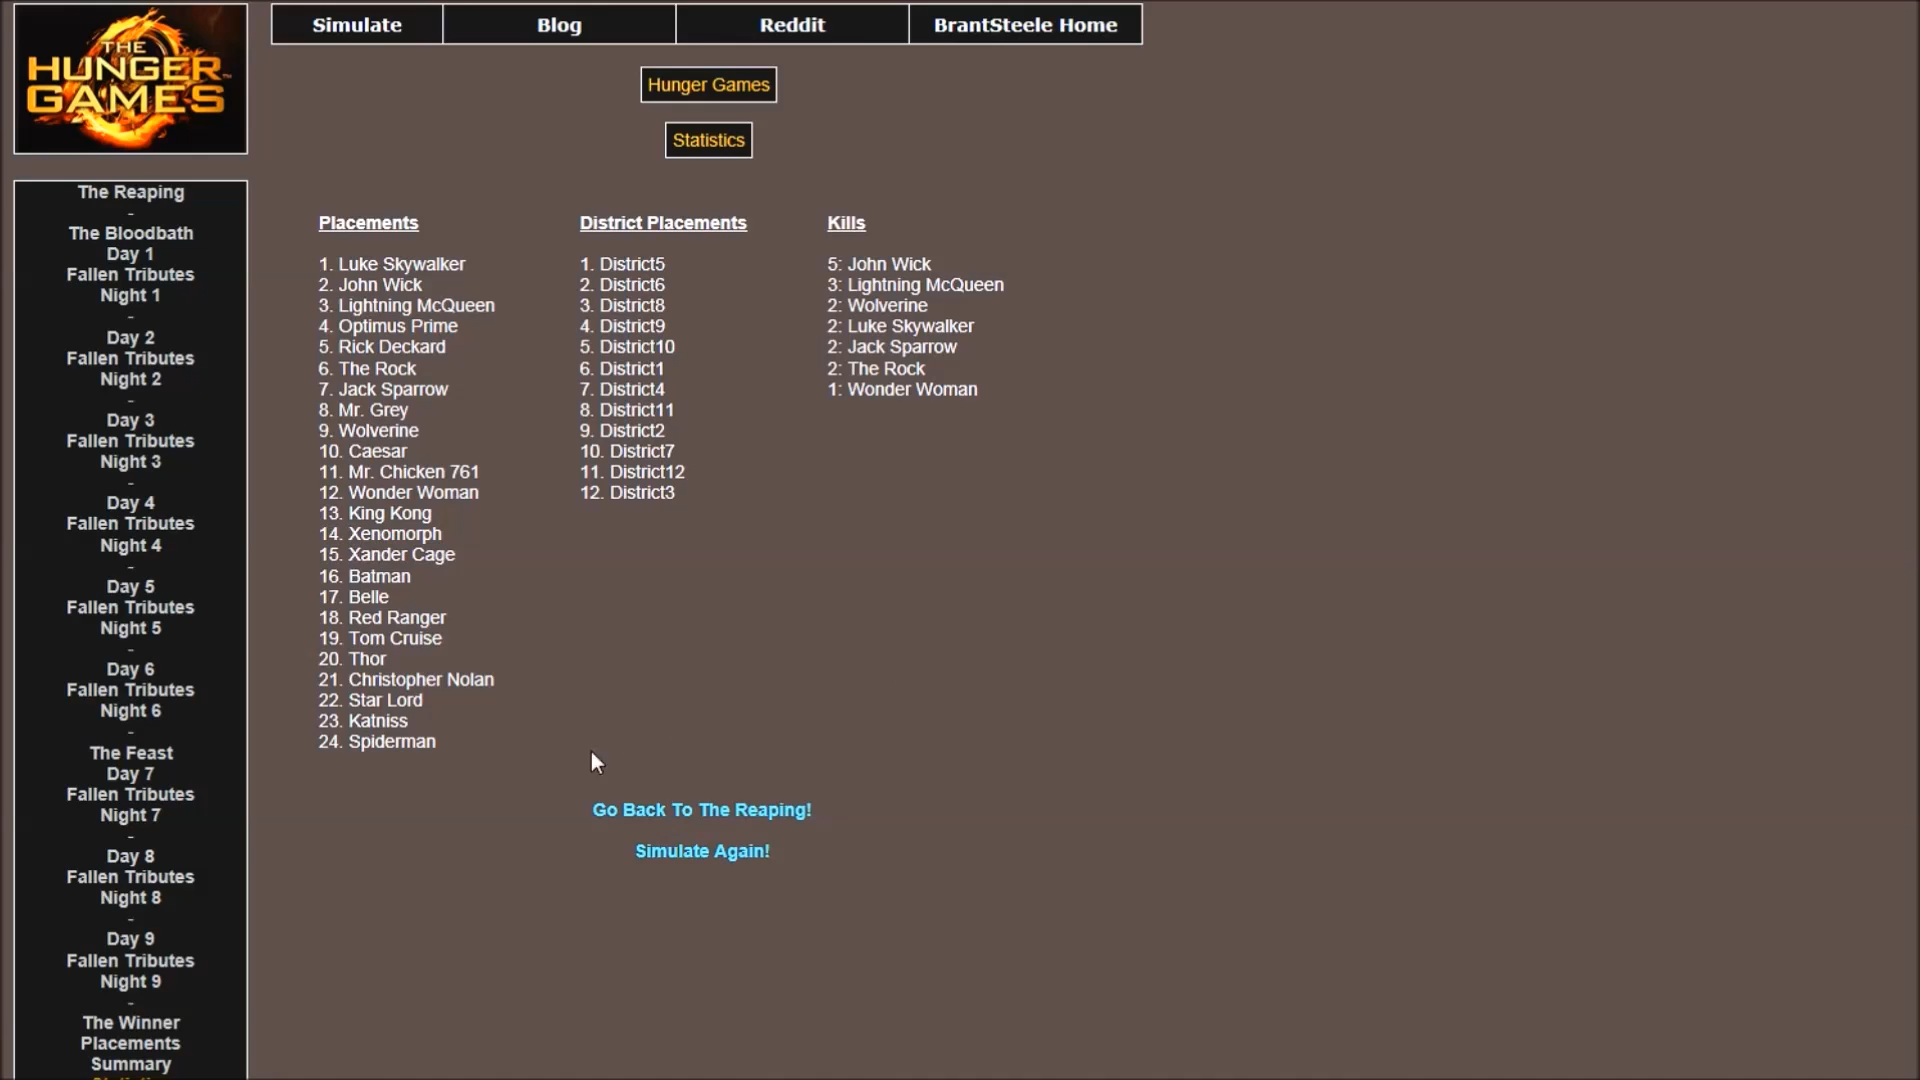 THE
HUNGER
GAMES
Simulate
Blog
Reddit
BrantSteele Home
Hunger Games
Statistics
The Reaping
-
The Bloodbath
Day 1
Fallen Tributes
Night 1
-
Day 2
Fallen Tributes
Night 2
-
Day 3
Fallen Tributes
Night 3
-
Day 4
Fallen Tributes
Night 4
-
Day 5
Fallen Tributes
Night 5
-
Day 6
Fallen Tributes
Night 6
-
The Feast
Day 7
Fallen Tributes
Night 7
-
Day 8
Fallen Tributes
Night 8
-
Day 9
Fallen Tributes
Night 9
-
The Winner
Placements
Summary
Placements
1. Luke Skywalker
2. John Wick
3. Lightning McQueen
4. Optimus Prime
5. Rick Deckard
6. The Rock
7. Jack Sparrow
8. Mr. Grey
9. Wolverine
10. Caesar
11. Mr. Chicken 761
12. Wonder Woman
13. King Kong
14. Xenomorph
15. Xander Cage
16. Batman
17. Belle
18. Red Ranger
19. Tom Cruise
20. Thor
21. Christopher Nolan
22. Star Lord
23. Katniss
24. Spiderman
District Placements
1. District5
2. District6
3. District8
4. District9
5. District10
6. District1
7. District4
8. District11
9. District2
10. District7
11. District12
12. District3
Kills
5: John Wick
3: Lightning McQueen
2: Wolverine
2: Luke Skywalker
2: Jack Sparrow
2: The Rock
1: Wonder Woman
Go Back To The Reaping!
Simulate Again!